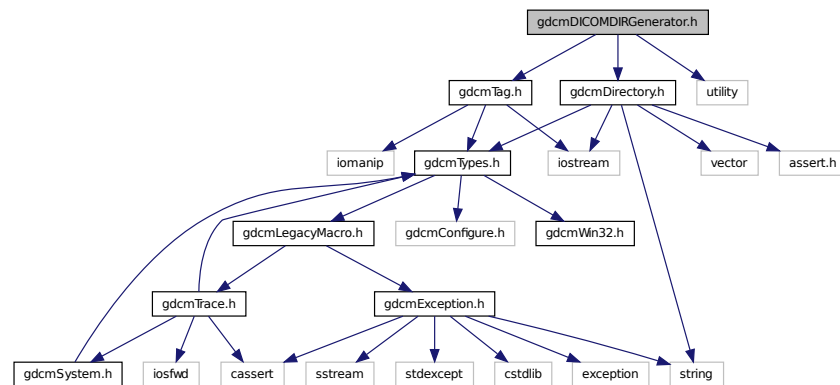 gdcmDICOMDIRGenerator.h
gdcmTag.h
gdcmDirectory.h
utility
iomanip
gdcmTypes.h
iostream
vector
assert.h
gdcmLegacyMacro.h
gdcmConfigure.h
gdcmWin32.h
gdcmTrace.h
gdcmException.h
gdcmSystem.h
iosfwd
cassert
sstream
stdexcept
cstdlib
exception
string